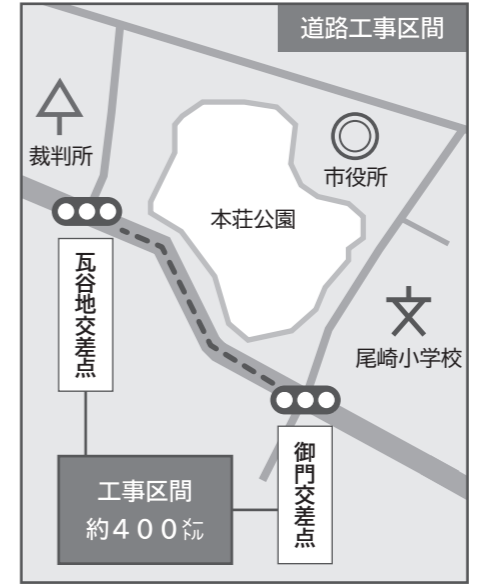 道路工事区間
裁判所
市役所
本荘公園
瓦谷地交差点
尾崎小学校
御門交差点
工事区間
約400㍍